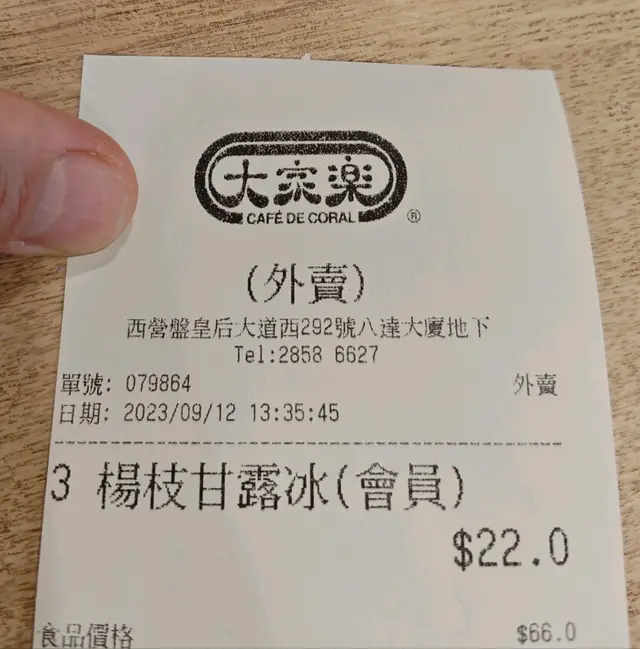 大家楽
CAFÉ DE CORAL
(外賣)
西營盤皇后大道西292號八達大廈地下
Tel:2858 6627
單號: 079864 外賣
日期: 2023/09/12 13:35:45
3 楊枝甘露冰(會員)
$22.0
食品價格 $66.0